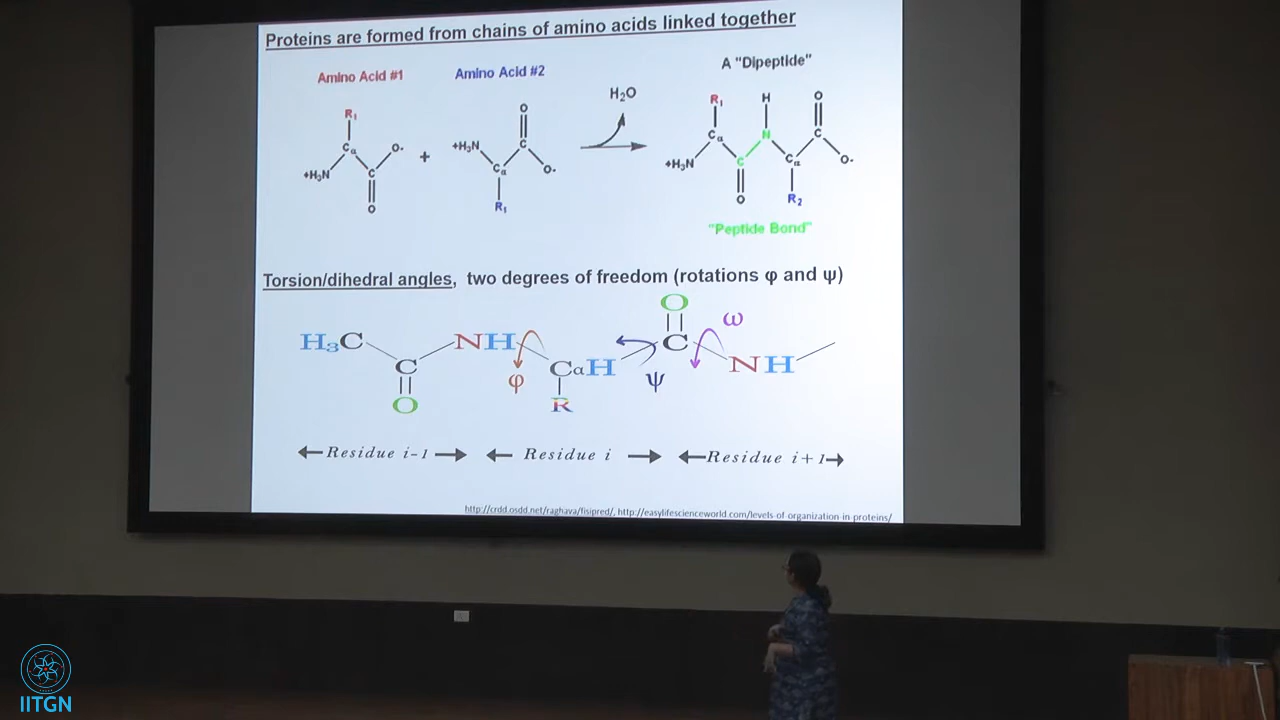 Proteins are formed from chains of amino acids linked together
Amino Acid #1
Amino Acid #2
A "Dipeptide"
H₂O
R₁
Cα
+H₃N
C
O-
O
+
+H₃N
Cα
C
O
O-
R₁
R₁
H
O
Cα
N
C
+H₃N
C
Cα
O-
O
R₂
"Peptide Bond"
Torsion/dihedral angles, two degrees of freedom (rotations φ and ψ)
O
ω
H₃C
NH
C
C
CαH
NH
φ
ψ
O
R
Residue i-1
Residue i
Residue i+1
http://crdd.osdd.net/raghava/fisipred/, http://easylifescienceworld.com/levels-of-organization-in-proteins/
IITGN